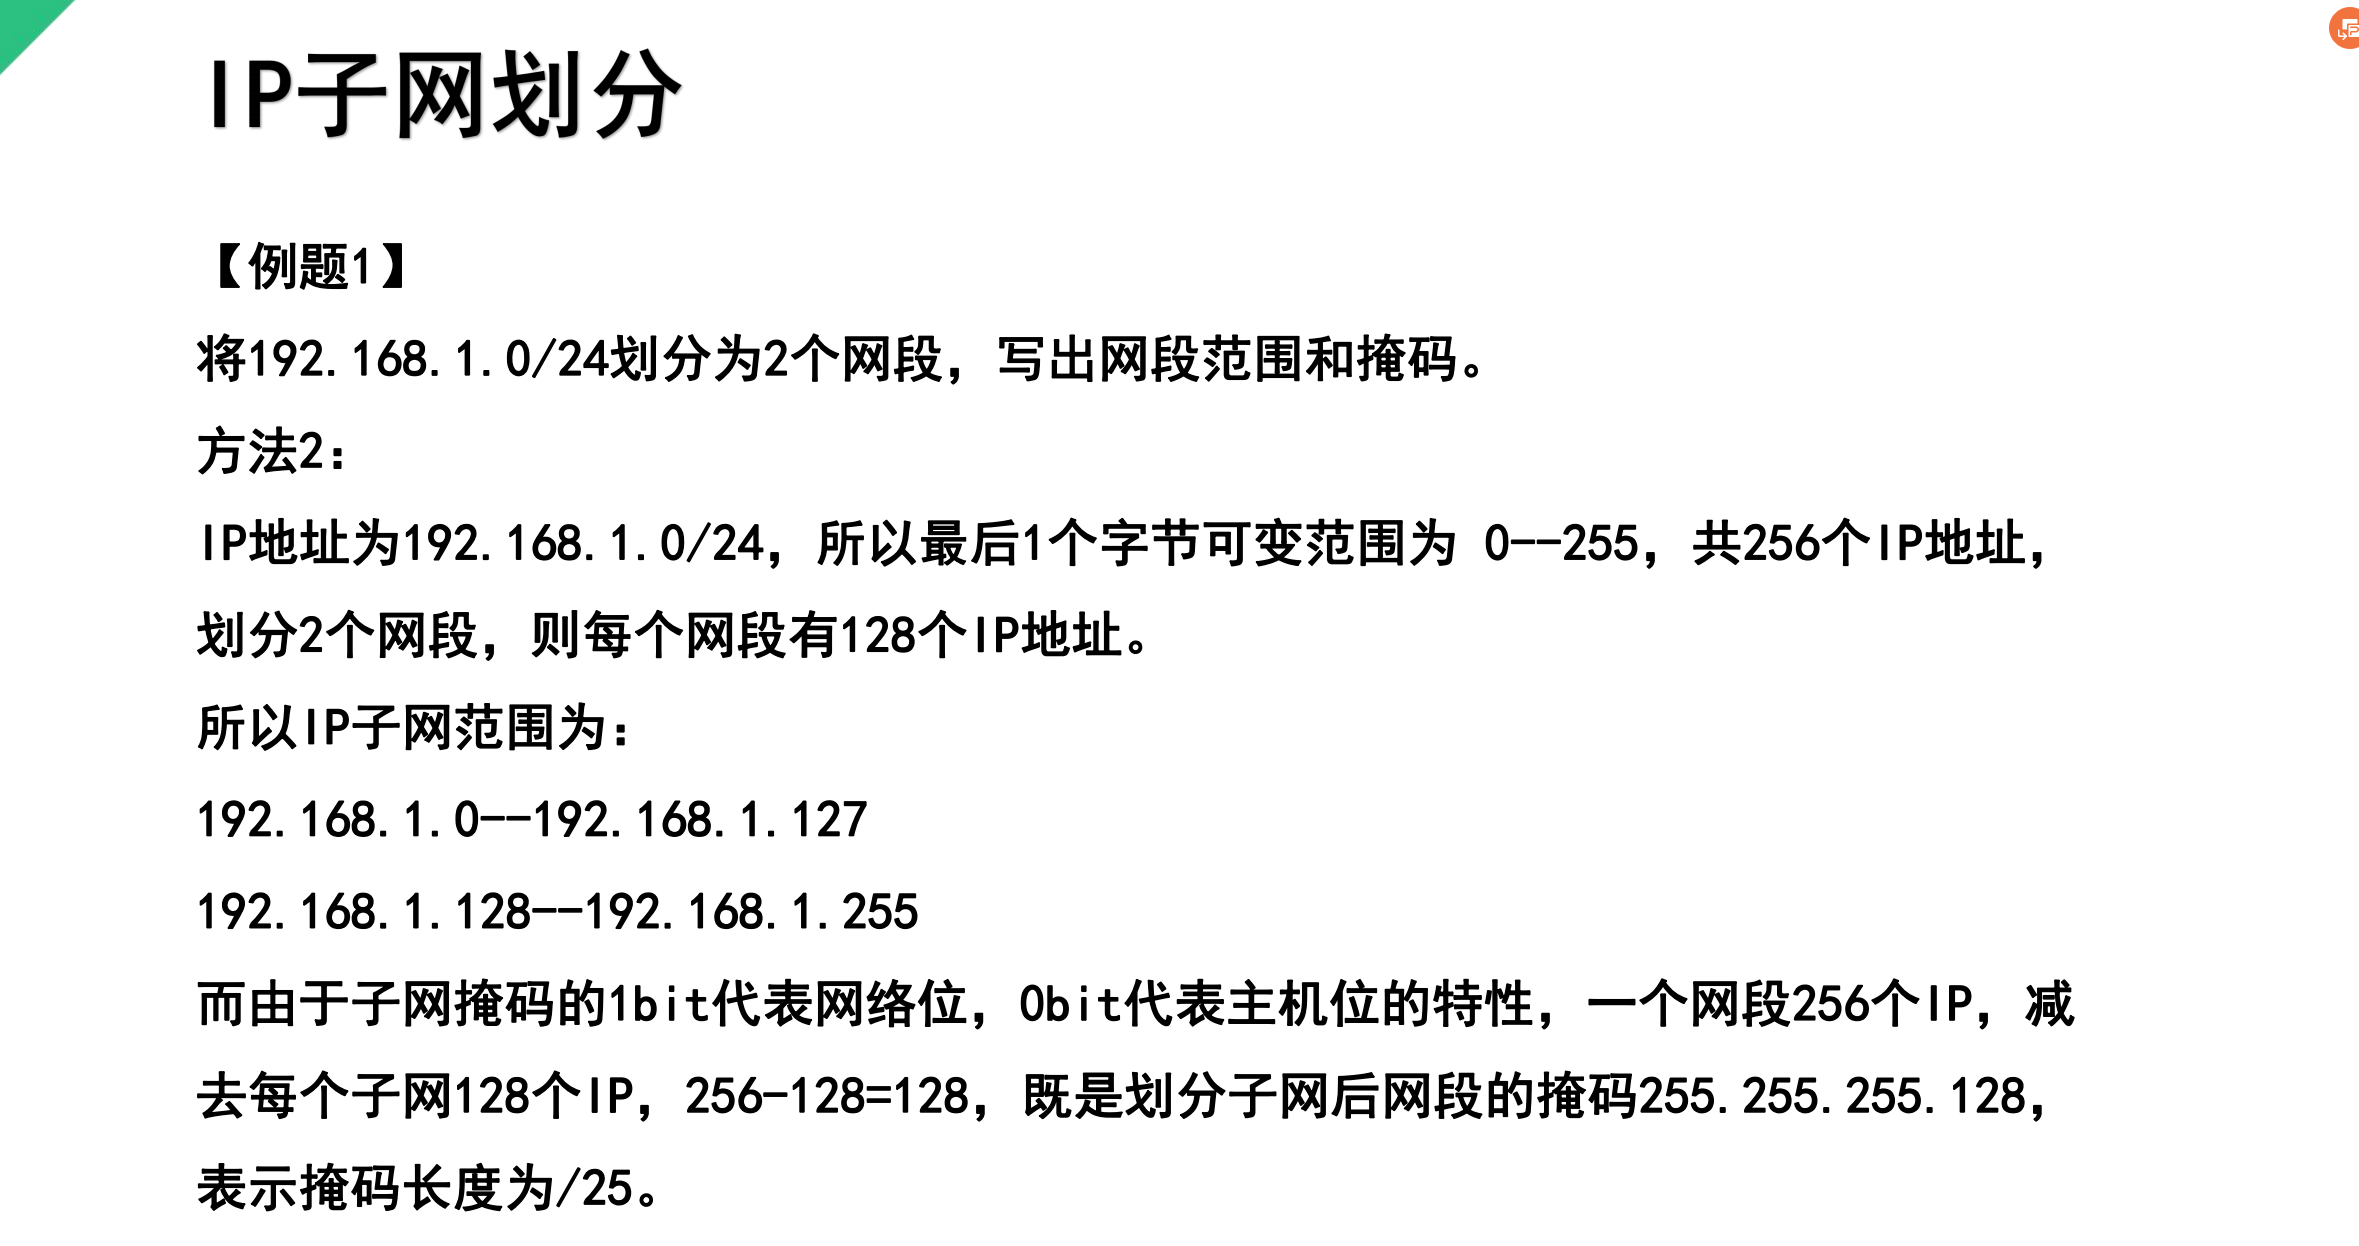 IP子网划分
【例题1】
将192.168.1.0/24划分为2个网段，写出网段范围和掩码。
方法2：
IP地址为192.168.1.0/24，所以最后1个字节可变范围为 0--255，共256个IP地址，
划分2个网段，则每个网段有128个IP地址。
所以IP子网范围为：
192.168.1.0--192.168.1.127
192.168.1.128--192.168.1.255
而由于子网掩码的1bit代表网络位，0bit代表主机位的特性，一个网段256个IP，减
去每个子网128个IP，256-128=128，既是划分子网后网段的掩码255.255.255.128，
表示掩码长度为/25。